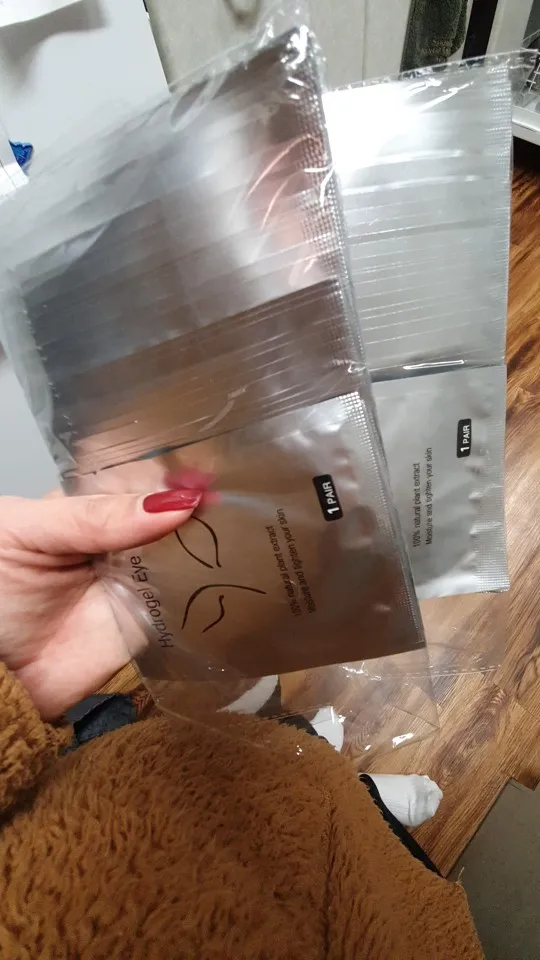 Hydrogel Eye
100% natural plant extract
Moisture and tighten your skin
1 PAIR
100% natural plant extract
Moisture and tighten your skin
1 PAIR